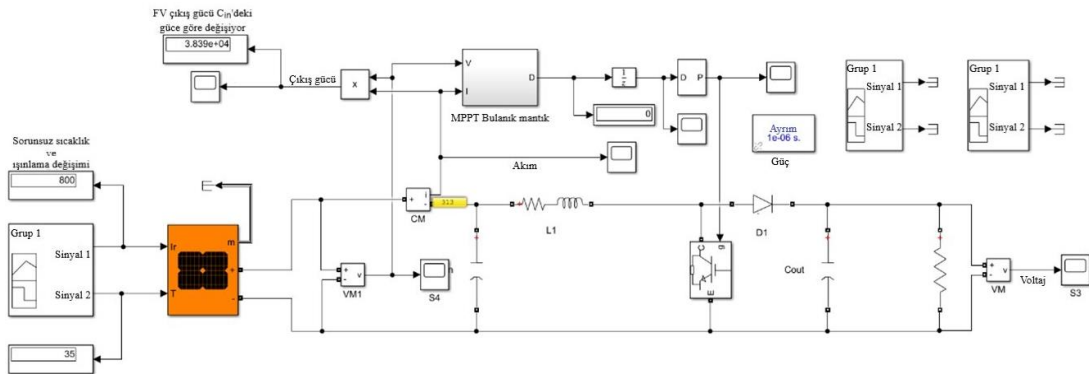 FV çıkış gücü Cin'deki
güce göre değişiyor
3.839e+04
Çıkış gücü
x
V
I
D
MPPT Bulanık mantık
1
z
0
D P
Akım
Ayrım
1e-06 s.
Güç
Grup 1
Sinyal 1
Sinyal 2
Grup 1
Sinyal 1
Sinyal 2
Sorunsuz sıcaklık
ve
ışınlama değişimi
800
Grup 1
Sinyal 1
Sinyal 2
35
Ir
T
m
+
-
+ i
-
CM
313
+
-
v
VM1
S4
n
+
+
L1
C
g
E
D1
+
Cout
+
+
-
v
VM
Voltaj
S3